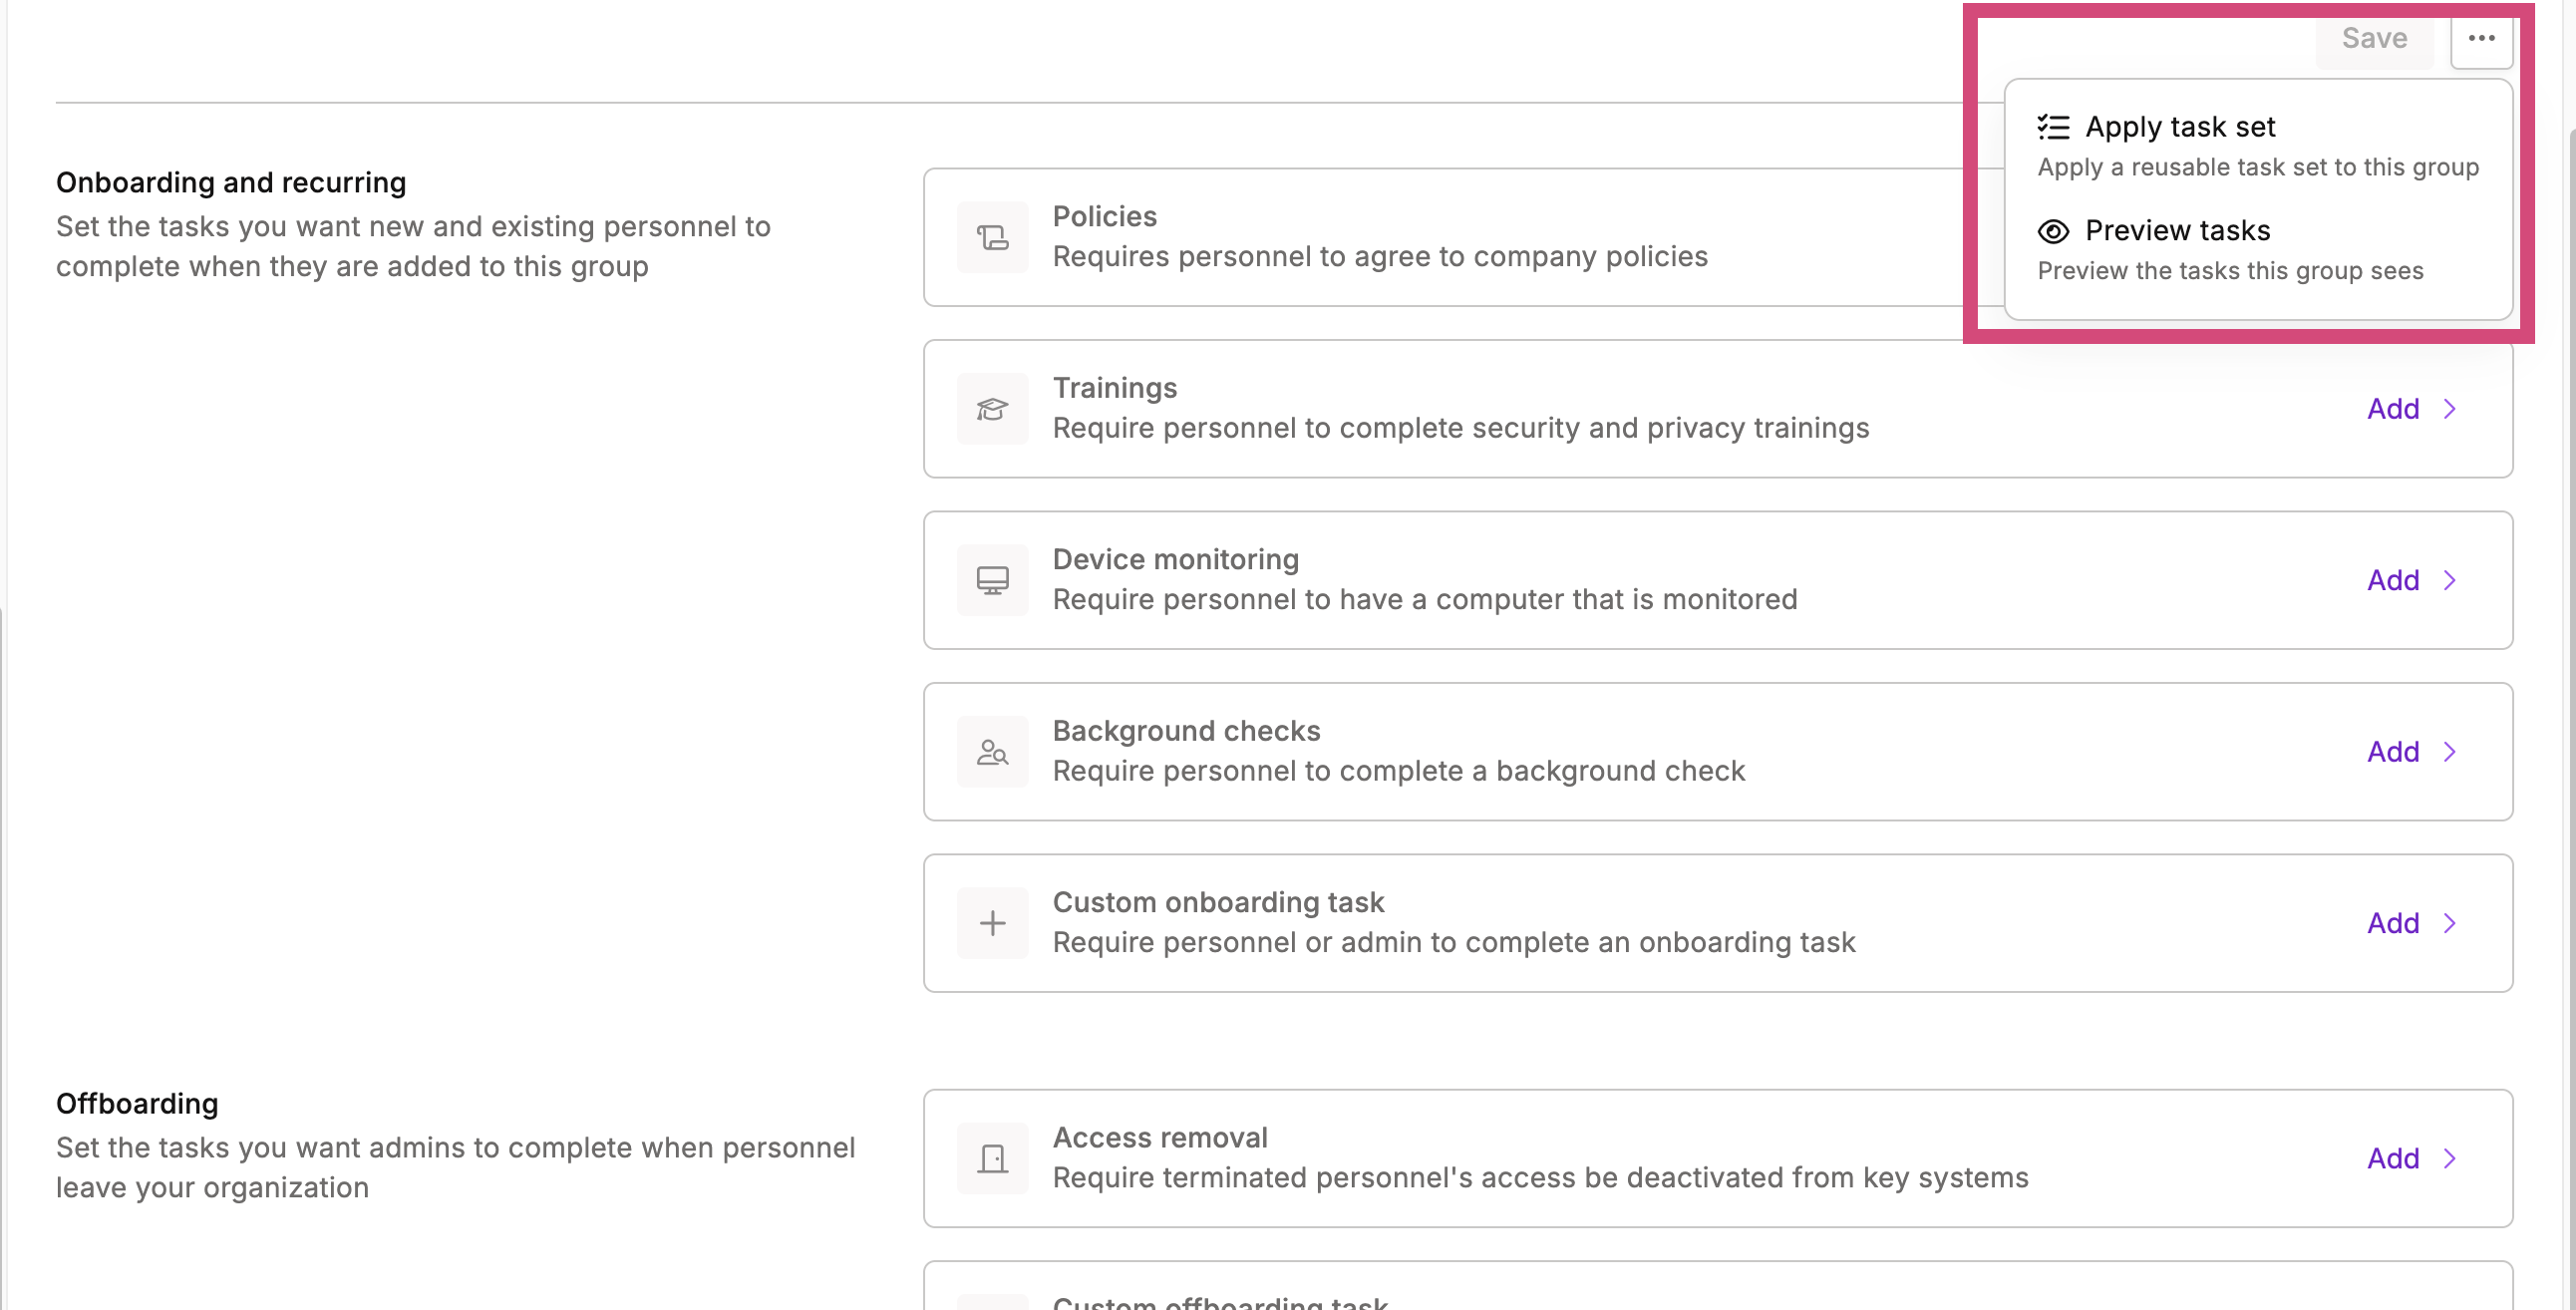 Save
Apply task set
Apply a reusable task set to this group
Preview tasks
Preview the tasks this group sees
Onboarding and recurring
Set the tasks you want new and existing personnel to
complete when they are added to this group
Policies
Requires personnel to agree to company policies
Trainings
Require personnel to complete security and privacy trainings
Add
Device monitoring
Require personnel to have a computer that is monitored
Add
Background checks
Require personnel to complete a background check
Add
Custom onboarding task
Require personnel or admin to complete an onboarding task
Add
Offboarding
Set the tasks you want admins to complete when personnel
leave your organization
Access removal
Require terminated personnel's access be deactivated from key systems
Add
Custom offboarding task